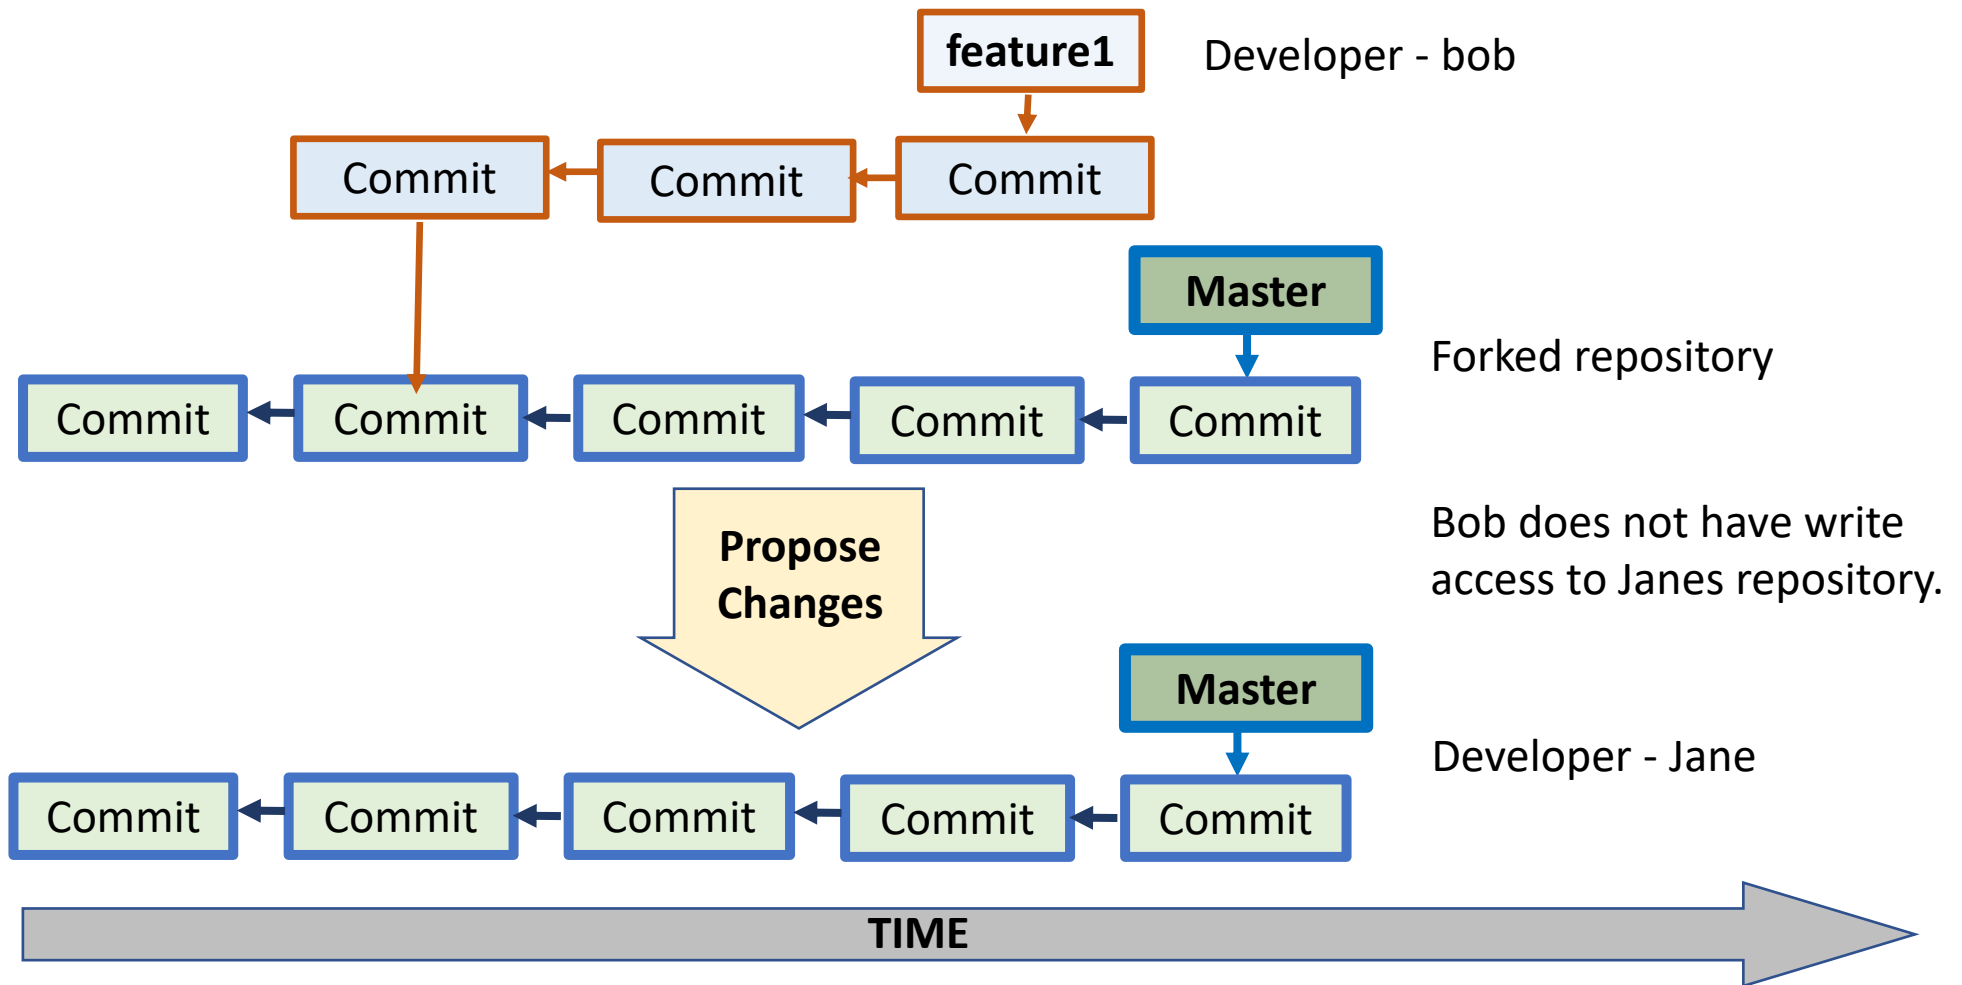 feature1
Developer - bob
Commit
Commit
Commit
Master
Forked repository
Commit
Commit
Commit
Commit
Commit
Propose
Changes
Bob does not have write
access to Janes repository.
Master
Developer - Jane
Commit
Commit
Commit
Commit
Commit
TIME